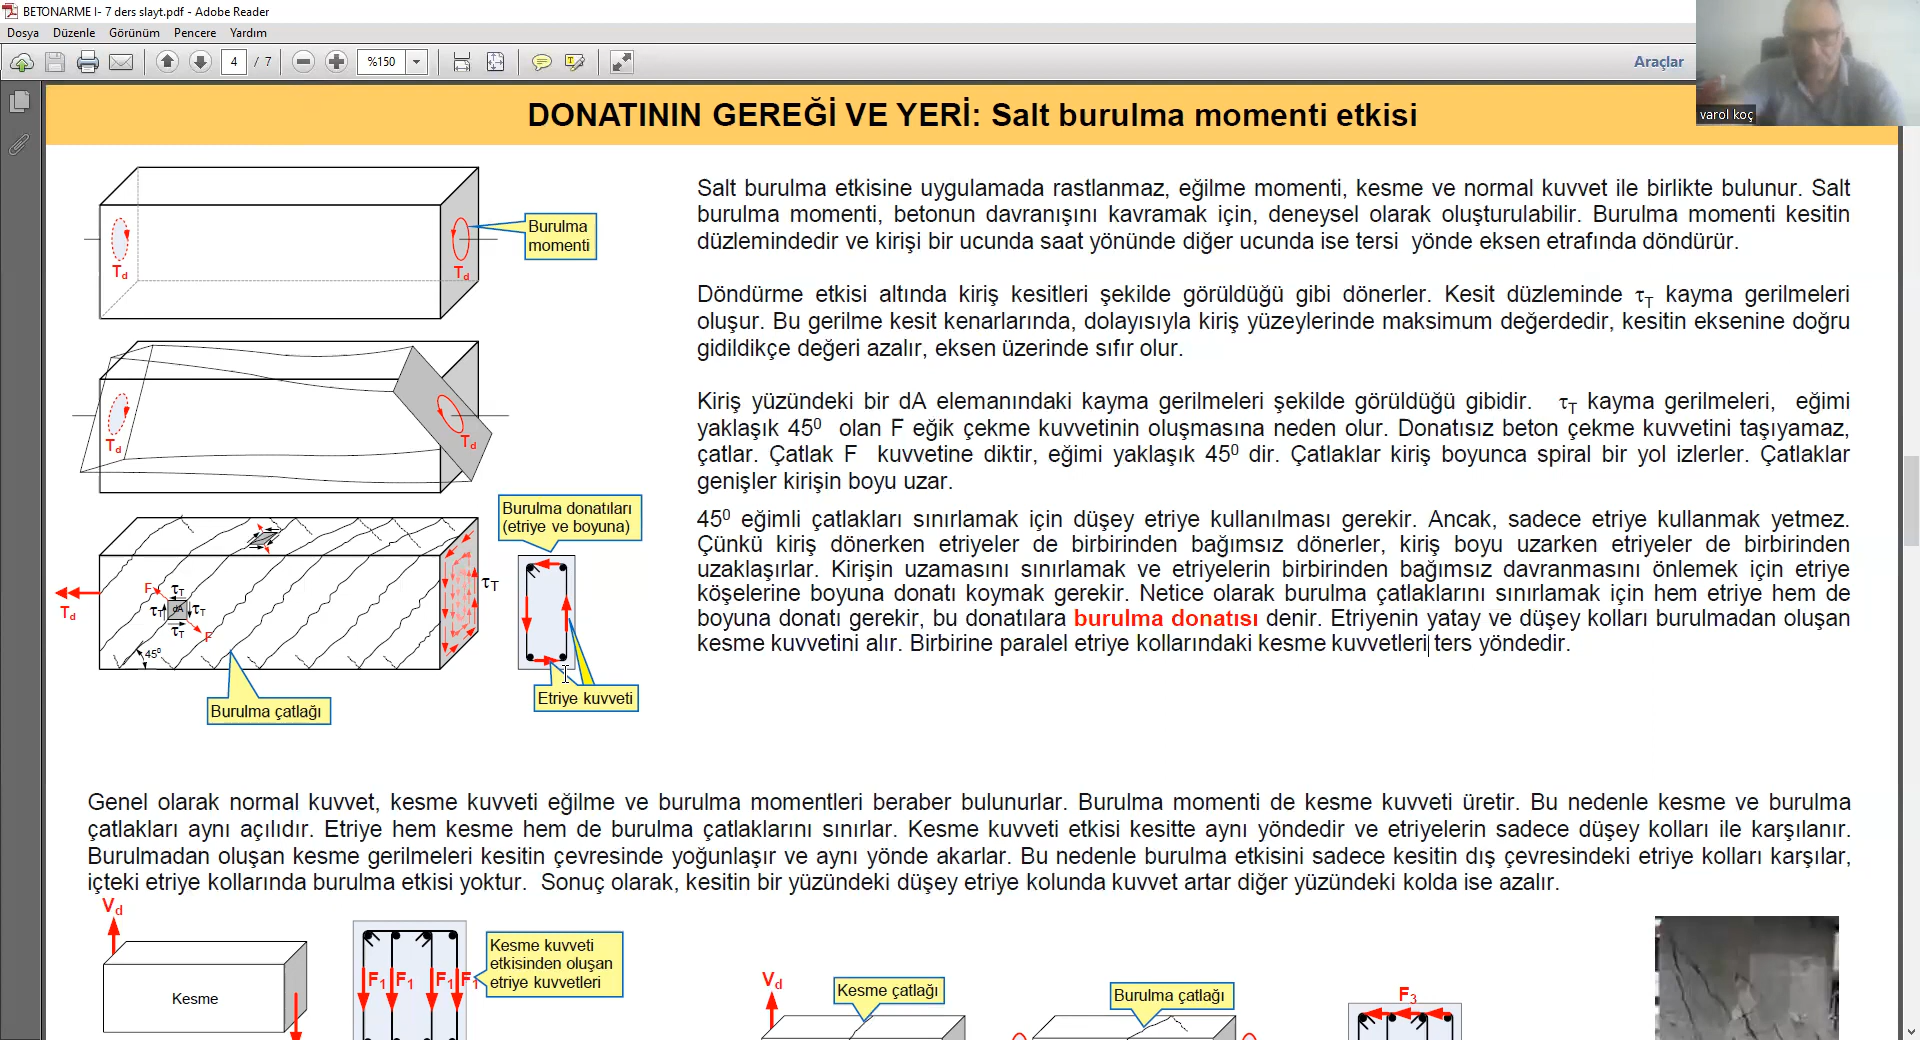 BETONARME I- 7 ders slayt.pdf - Adobe Reader
Dosya Düzenle Görünüm Pencere Yardım
4 / 7 %150 Araçlar
varol koç
DONATININ GEREĞİ VE YERİ: Salt burulma momenti etkisi
Burulma
momenti
Td Td
Td Td
Salt burulma etkisine uygulamada rastlanmaz, eğilme momenti, kesme ve normal kuvvet ile birlikte bulunur. Salt
burulma momenti, betonun davranışını kavramak için, deneysel olarak oluşturulabilir. Burulma momenti kesitin
düzlemindedir ve kirişi bir ucunda saat yönünde diğer ucunda ise tersi yönde eksen etrafında döndürür.
Döndürme etkisi altında kiriş kesitleri şekilde görüldüğü gibi dönerler. Kesit düzleminde τT kayma gerilmeleri
oluşur. Bu gerilme kesit kenarlarında, dolayısıyla kiriş yüzeylerinde maksimum değerdedir, kesitin eksenine doğru
gidildikçe değeri azalır, eksen üzerinde sıfır olur.
Kiriş yüzündeki bir dA elemanındaki kayma gerilmeleri şekilde görüldüğü gibidir. τT kayma gerilmeleri, eğimi
yaklaşık 45⁰ olan F eğik çekme kuvvetinin oluşmasına neden olur. Donatısız beton çekme kuvvetini taşıyamaz,
çatlar. Çatlak F kuvvetine diktir, eğimi yaklaşık 45⁰ dir. Çatlaklar kiriş boyunca spiral bir yol izlerler. Çatlaklar
genişler kirişin boyu uzar.
45⁰ eğimli çatlakları sınırlamak için düşey etriye kullanılması gerekir. Ancak, sadece etriye kullanmak yetmez.
Çünkü kiriş dönerken etriyeler de birbirinden bağımsız dönerler, kiriş boyu uzarken etriyeler de birbirinden
uzaklaşırlar. Kirişin uzamasını sınırlamak ve etriyelerin birbirinden bağımsız davranmasını önlemek için etriye
köşelerine boyuna donatı koymak gerekir. Netice olarak burulma çatlaklarını sınırlamak için hem etriye hem de
boyuna donatı gerekir, bu donatılara burulma donatısı denir. Etriyenin yatay ve düşey kolları burulmadan oluşan
kesme kuvvetini alır. Birbirine paralel etriye kollarındaki kesme kuvvetleri ters yöndedir.
Burulma donatıları
(etriye ve boyuna)
τT
F τT
τT dA τT
τT F
Td
45⁰
Burulma çatlağı
Etriye kuvveti
Genel olarak normal kuvvet, kesme kuvveti eğilme ve burulma momentleri beraber bulunurlar. Burulma momenti de kesme kuvveti üretir. Bu nedenle kesme ve burulma
çatlakları aynı açılıdır. Etriye hem kesme hem de burulma çatlaklarını sınırlar. Kesme kuvveti etkisi kesitte aynı yöndedir ve etriyelerin sadece düşey kolları ile karşılanır.
Burulmadan oluşan kesme gerilmeleri kesitin çevresinde yoğunlaşır ve aynı yönde akarlar. Bu nedenle burulma etkisini sadece kesitin dış çevresindeki etriye kolları karşılar,
içteki etriye kollarında burulma etkisi yoktur. Sonuç olarak, kesitin bir yüzündeki düşey etriye kolunda kuvvet artar diğer yüzündeki kolda ise azalır.
Vd
Kesme
F1 F1 F1 F1
Kesme kuvveti
etkisinden oluşan
etriye kuvvetleri
Vd
Kesme çatlağı
Burulma çatlağı
F3